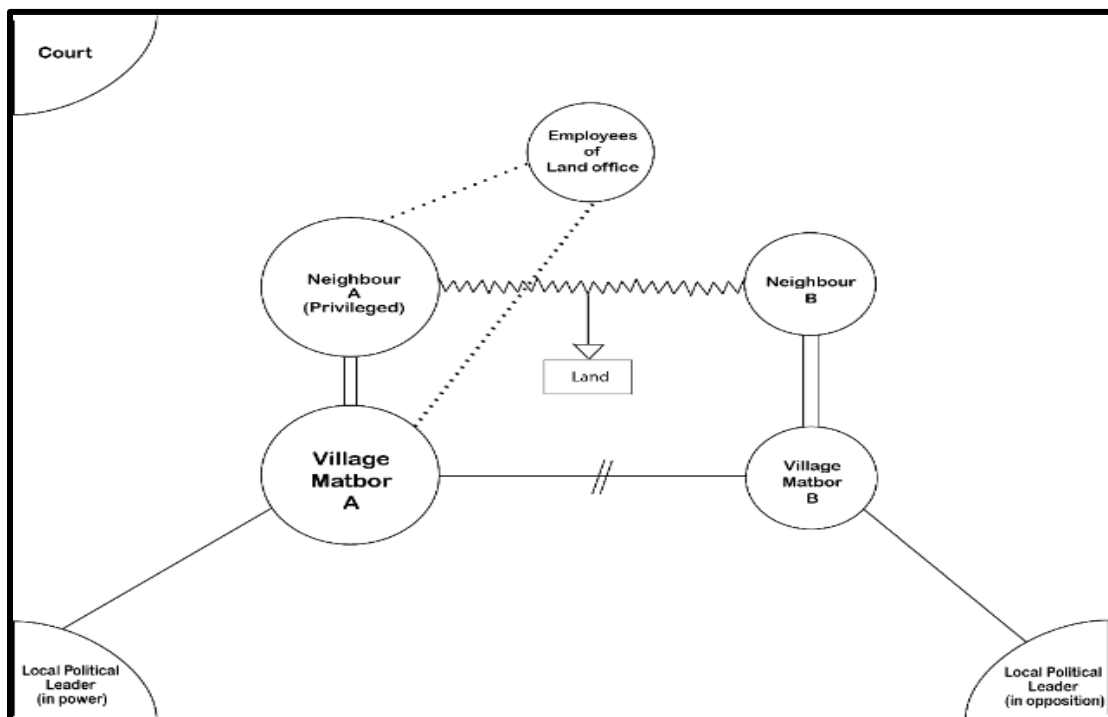 Court
Employees
of
Land office
Neighbour
A
(Privileged)
Neighbour
B
Land
Village
Matbor
A
Village
Matbor
B
Local Political
Leader
(in power)
Local Political
Leader
(in opposition)